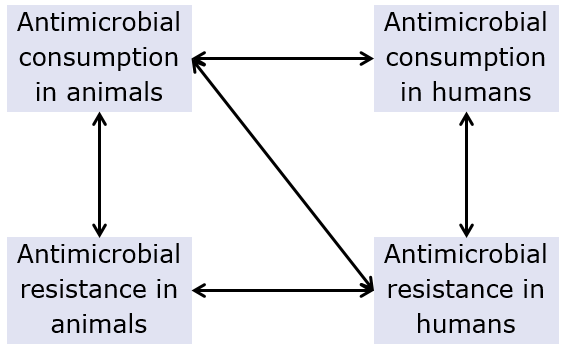 Antimicrobial
consumption
in animals
Antimicrobial
consumption
in humans
Antimicrobial
resistance in
animals
Antimicrobial
resistance in
humans